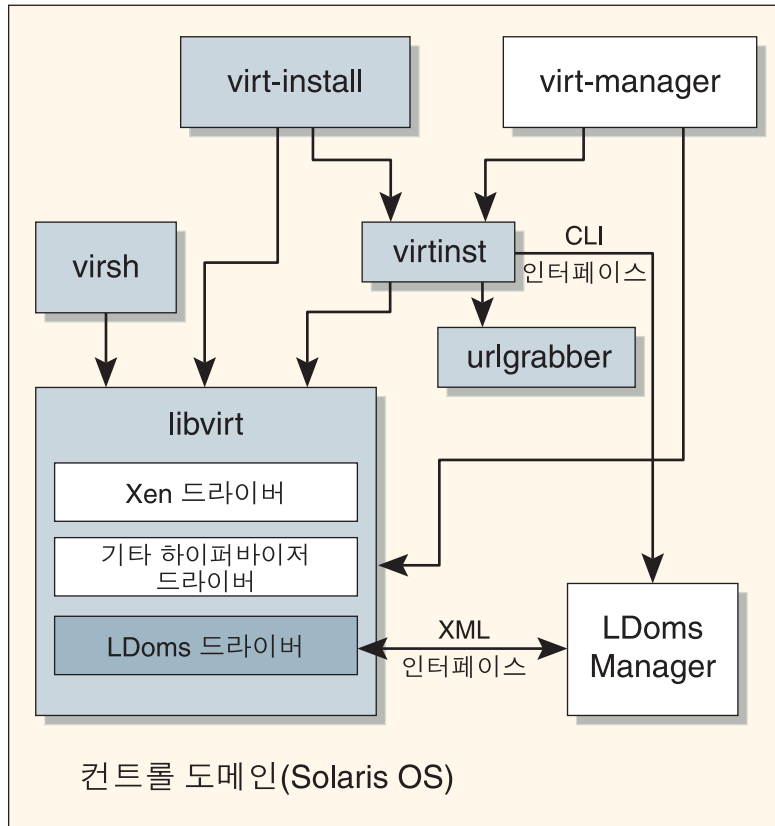 virt-install
virt-manager
virsh
virtinst
CLI
인터페이스
urlgrabber
libvirt
Xen 드라이버
기타 하이퍼바이저
드라이버
LDoms 드라이버
XML
인터페이스
LDoms
Manager
컨트롤 도메인(Solaris OS)